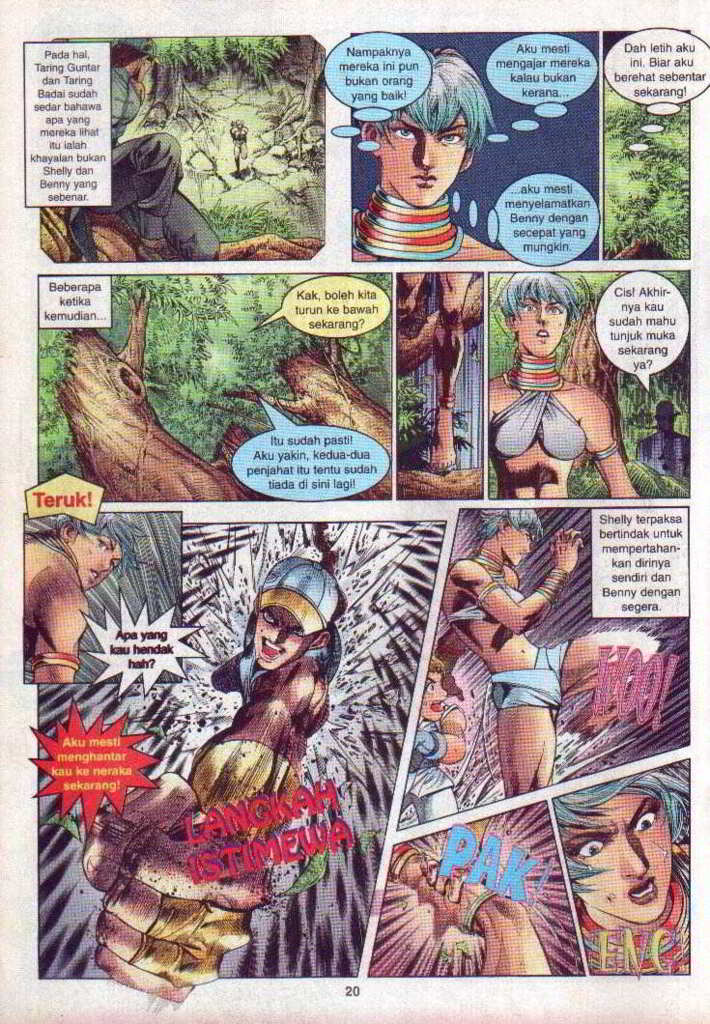 Pada hal,
Taring Guntar
dan Taring
Badai sudah
sedar bahawa
apa yang
mereka lihat
itu ialah
khayalan bukan
Shelly dan
Benny yang
sebenar.
Nampaknya
mereka ini pun
bukan orang
yang baik!
Aku mesti
mengajar mereka
kalau bukan
kerana...
...aku mesti
menyelamatkan
Benny dengan
secepat yang
mungkin.
Dah letih aku
ini. Biar aku
berehat sebentar
sekarang!
Beberapa
ketika
kemudian...
Kak, boleh kita
turun ke bawah
sekarang?
Itu sudah pasti!
Aku yakin, kedua-dua
penjahat itu tentu sudah
tiada di sini lagi!
Cis! Akhir-
nya kau
sudah mahu
tunjuk muka
sekarang
ya?
Teruk!
Apa yang
kau hendak
hah?
Aku mesti
menghantar
kau ke neraka
sekarang!
LANGKAH
ISTIMEWA
Shelly terpaksa
bertindak untuk
mempertahan-
kan dirinya
sendiri dan
Benny dengan
segera.
PAK!
20